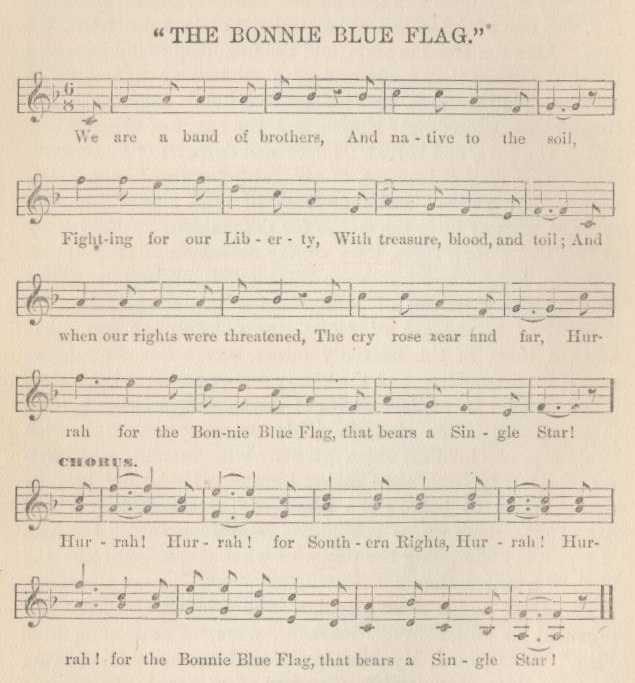 "THE BONNIE BLUE FLAG."*
We are a band of brothers, And na - tive to the soil,
Fight-ing for our Lib - er - ty, With treasure, blood, and toil; And
when our rights were threatened, The cry rose near and far, Hur-
rah for the Bon-nie Blue Flag, that bears a Sin - gle Star!
CHORUS.
Hur - rah! Hur - rah! for South - ern Rights, Hur - rah! Hur-
rah! for the Bonnie Blue Flag, that bears a Sin - gle Star!